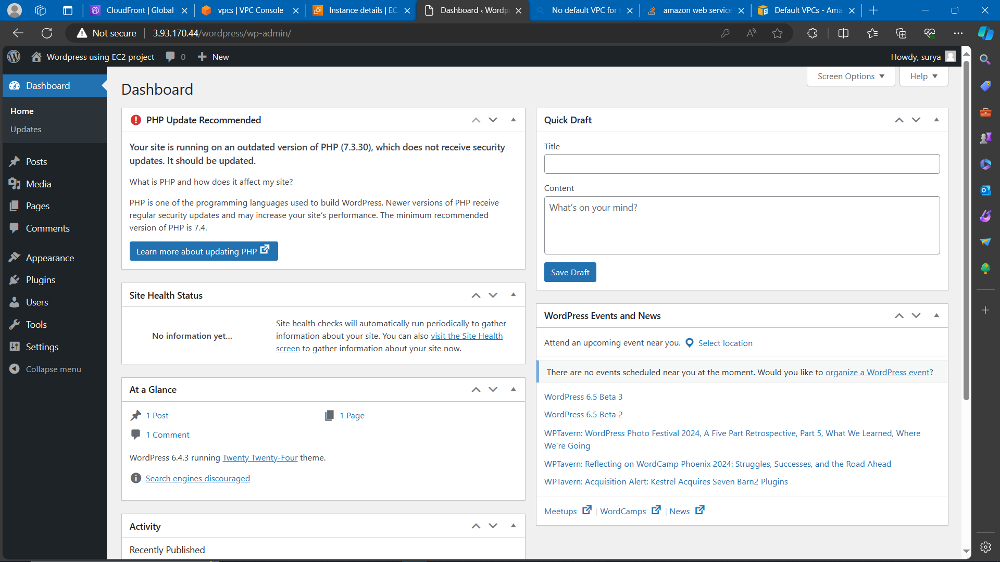 CloudFront | Global
vpcs | VPC Console
Instance details | EC
Dashboard ‹ Wordp
No default VPC for
amazon web service
Default VPCs - Ama
Not secure
3.93.170.44/wordpress/wp-admin/
Wordpress using EC2 project
0
New
Howdy, surya
Dashboard
Home
Updates
Posts
Media
Pages
Comments
Appearance
Plugins
Users
Tools
Settings
Collapse menu
Screen Options
Help
Dashboard
PHP Update Recommended
Your site is running on an outdated version of PHP (7.3.30), which does not receive security
updates. It should be updated.
What is PHP and how does it affect my site?
PHP is one of the programming languages used to build WordPress. Newer versions of PHP receive
regular security updates and may increase your site’s performance. The minimum recommended
version of PHP is 7.4.
Learn more about updating PHP
Site Health Status
No information yet...
Site health checks will automatically run periodically to gather
information about your site. You can also visit the Site Health
screen to gather information about your site now.
At a Glance
1 Post
1 Page
1 Comment
WordPress 6.4.3 running Twenty Twenty-Four theme.
Search engines discouraged
Activity
Recently Published
Quick Draft
Title
Content
What’s on your mind?
Save Draft
WordPress Events and News
Attend an upcoming event near you.
Select location
There are no events scheduled near you at the moment. Would you like to organize a WordPress event?
WordPress 6.5 Beta 3
WordPress 6.5 Beta 2
WPTavern: WordPress Photo Festival 2024, A Five Part Retrospective, Part 5, What We Learned, Where
We’re Going
WPTavern: Reflecting on WordCamp Phoenix 2024: Struggles, Successes, and the Road Ahead
WPTavern: Acquisition Alert: Kestrel Acquires Seven Barn2 Plugins
Meetups | WordCamps | News